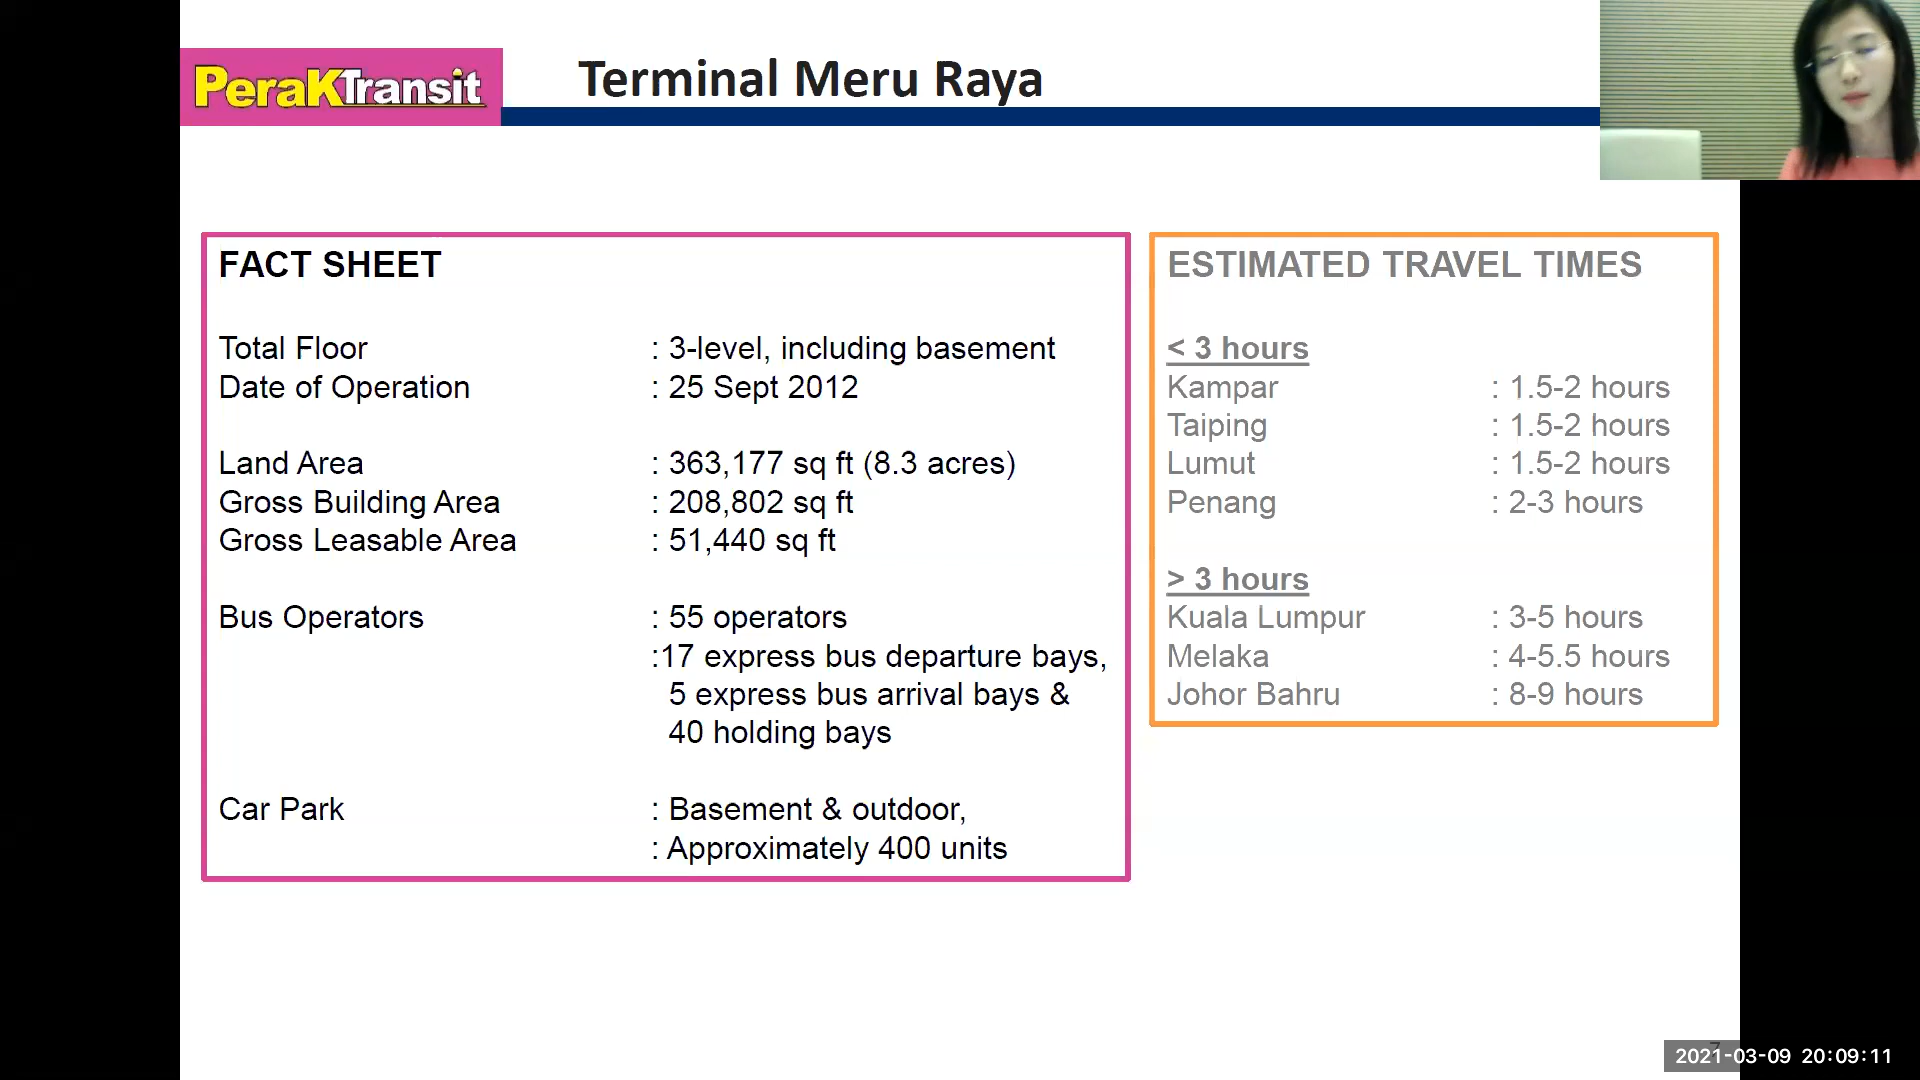 PerakTransit
Terminal Meru Raya
FACT SHEET
Total Floor : 3-level, including basement
Date of Operation : 25 Sept 2012
Land Area : 363,177 sq ft (8.3 acres)
Gross Building Area : 208,802 sq ft
Gross Leasable Area : 51,440 sq ft
Bus Operators : 55 operators
:17 express bus departure bays,
5 express bus arrival bays &
40 holding bays
Car Park : Basement & outdoor,
: Approximately 400 units
ESTIMATED TRAVEL TIMES
< 3 hours
Kampar : 1.5-2 hours
Taiping : 1.5-2 hours
Lumut : 1.5-2 hours
Penang : 2-3 hours
> 3 hours
Kuala Lumpur : 3-5 hours
Melaka : 4-5.5 hours
Johor Bahru : 8-9 hours
2021-03-09 20:09:11